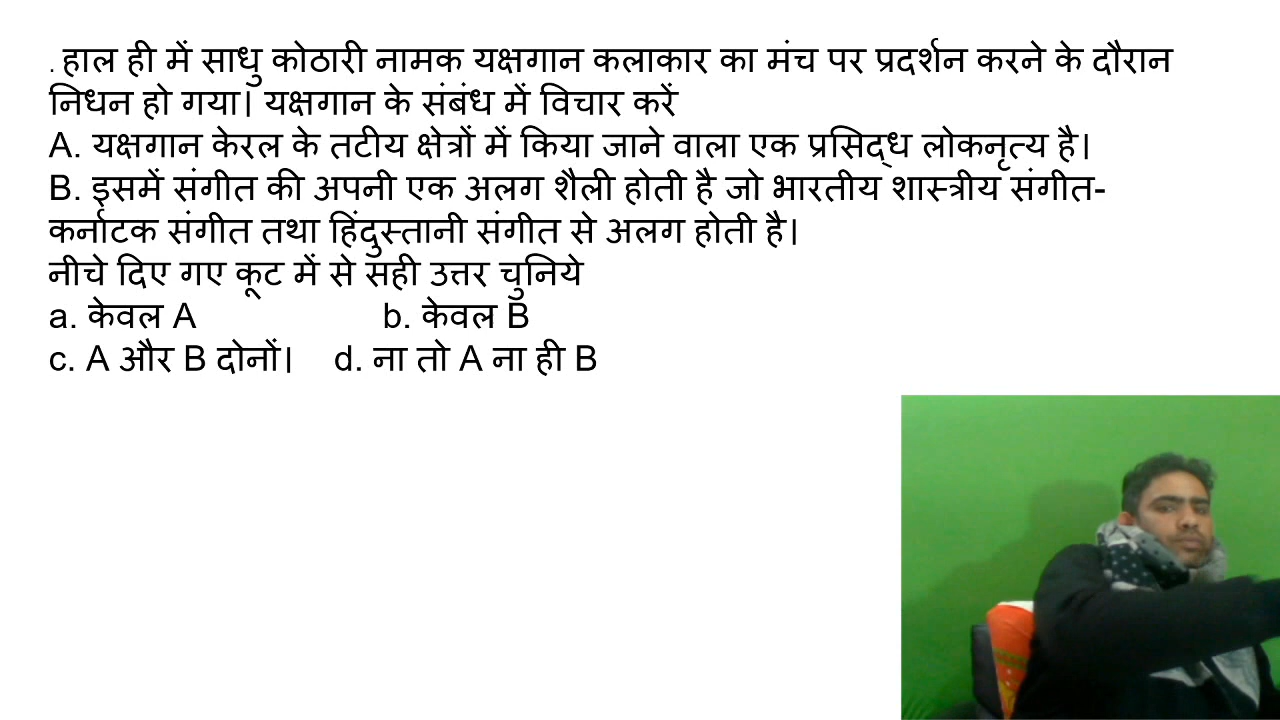 . हाल ही में साधु कोठारी नामक यक्षगान कलाकार का मंच पर प्रदर्शन करने के दौरान
निधन हो गया। यक्षगान के संबंध में विचार करें
A. यक्षगान केरल के तटीय क्षेत्रों में किया जाने वाला एक प्रसिद्ध लोकनृत्य है।
B. इसमें संगीत की अपनी एक अलग शैली होती है जो भारतीय शास्त्रीय संगीत-
कर्नाटक संगीत तथा हिंदुस्तानी संगीत से अलग होती है।
नीचे दिए गए कूट में से सही उत्तर चुनिये
a. केवल A b. केवल B
c. A और B दोनों। d. ना तो A ना ही B